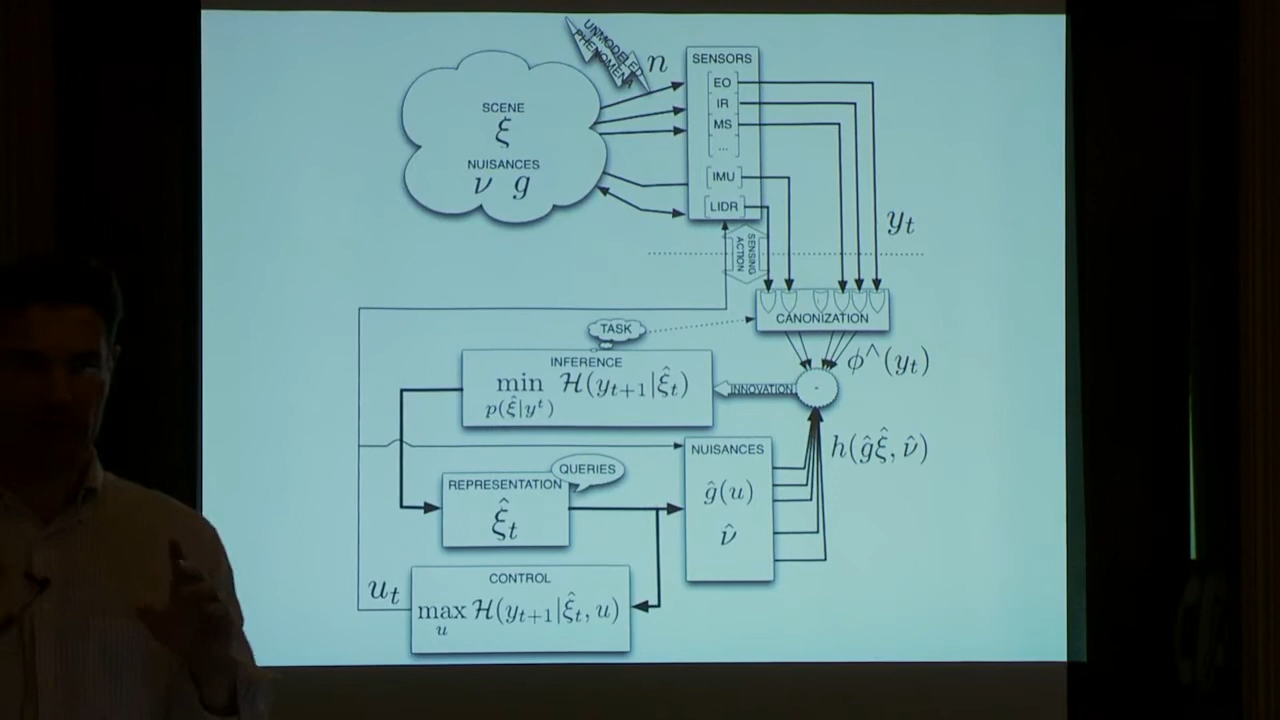 UNMODELED
PHENOMENA
n
SENSORS
[EO]
[IR]
[MS]
[...]
[IMU]
[LIDR]
SCENE
ξ
NUISANCES
ν g
y_t
SENSING
ACTION
CANONIZATION
TASK
φ^∧(y_t)
INFERENCE
min H(y_{t+1}|ξ̂_t)
p(ξ̂|y^t)
INNOVATION
-
h(ĝξ̂, ν̂)
NUISANCES
ĝ(u)
ν̂
QUERIES
REPRESENTATION
ξ̂_t
CONTROL
u_t
max H(y_{t+1}|ξ̂_t, u)
u